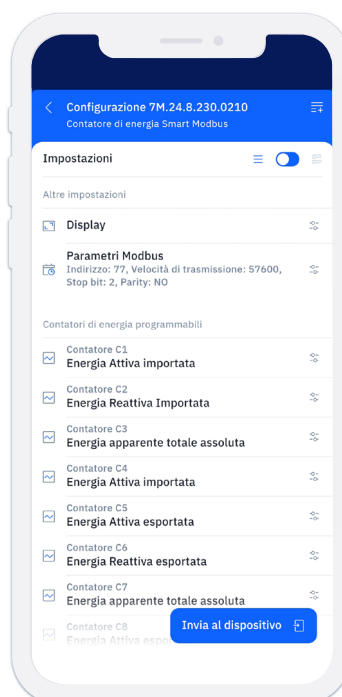 Configurazione 7M.24.8.230.0210
Contatore di energia Smart Modbus
Impostazioni
Altre impostazioni
Display
Parametri Modbus
Indirizzo: 77, Velocità di trasmissione: 57600,
Stop bit: 2, Parity: NO
Contatori di energia programmabili
Contatore C1
Energia Attiva importata
Contatore C2
Energia Reattiva Importata
Contatore C3
Energia apparente totale assoluta
Contatore C4
Energia Attiva importata
Contatore C5
Energia Attiva esportata
Contatore C6
Energia Reattiva esportata
Contatore C7
Energia apparente totale assoluta
Contatore C8
Energia Attiva
Invia al dispositivo